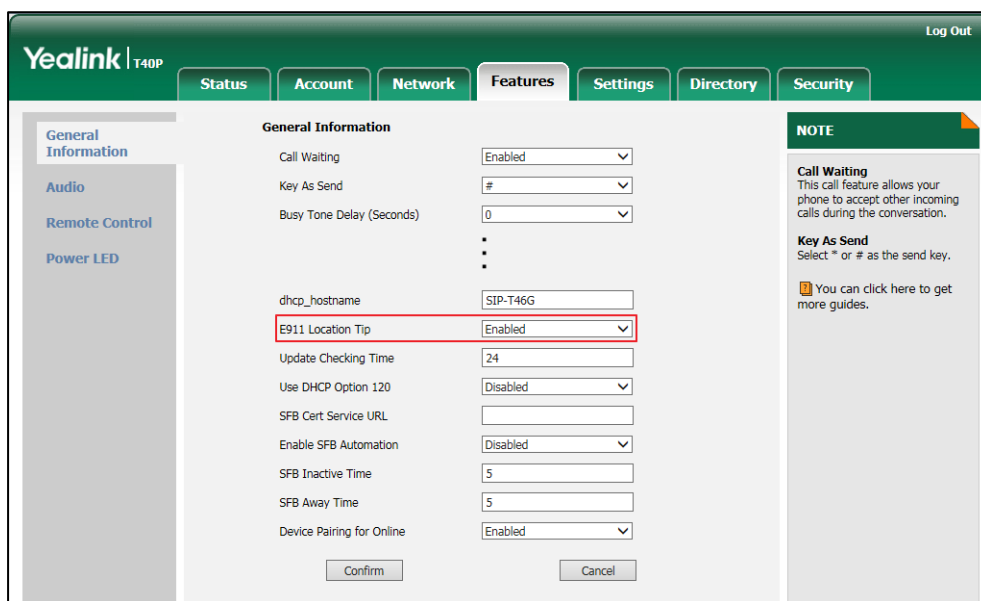 Log Out
Yealink T40P
Status Account Network Features Settings Directory Security
General
Information
Audio
Remote Control
Power LED
General Information
Call Waiting Enabled
Key As Send #
Busy Tone Delay (Seconds) 0
dhcp_hostname SIP-T46G
E911 Location Tip Enabled
Update Checking Time 24
Use DHCP Option 120 Disabled
SFB Cert Service URL
Enable SFB Automation Disabled
SFB Inactive Time 5
SFB Away Time 5
Device Pairing for Online Enabled
Confirm Cancel
NOTE
Call Waiting
This call feature allows your
phone to accept other incoming
calls during the conversation.
Key As Send
Select * or # as the send key.
You can click here to get
more guides.